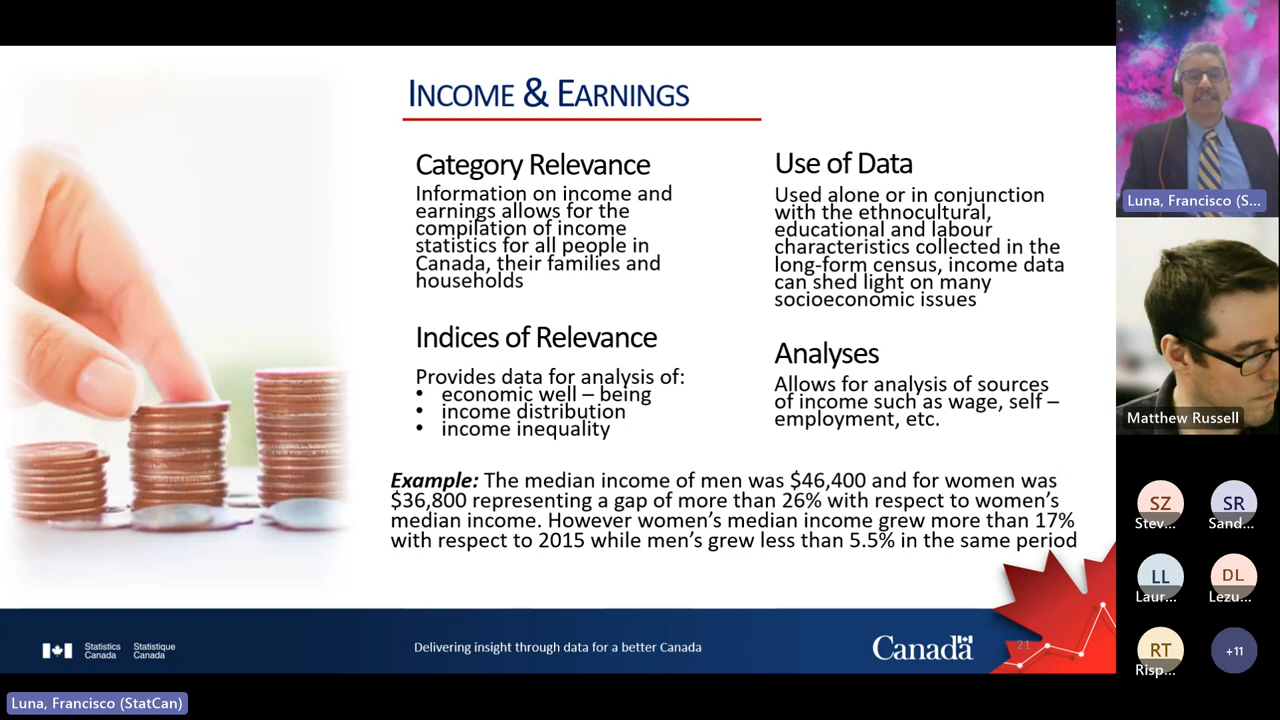 INCOME & EARNINGS
Category Relevance
Information on income and
earnings allows for the
compilation of income
statistics for all people in
Canada, their families and
households
Indices of Relevance
Provides data for analysis of:
• economic well – being
• income distribution
• income inequality
Use of Data
Used alone or in conjunction
with the ethnocultural,
educational and labour
characteristics collected in the
long-form census, income data
can shed light on many
socioeconomic issues
Analyses
Allows for analysis of sources
of income such as wage, self –
employment, etc.
Example: The median income of men was $46,400 and for women was
$36,800 representing a gap of more than 26% with respect to women’s
median income. However women’s median income grew more than 17%
with respect to 2015 while men’s grew less than 5.5% in the same period
Statistics Statistique
Canada Canada
Delivering insight through data for a better Canada
Canada
21
Luna, Francisco (S...
Matthew Russell
SZ
Stev...
SR
Sand...
LL
Laur...
DL
Lezu...
RT
Risp...
+11
Luna, Francisco (StatCan)